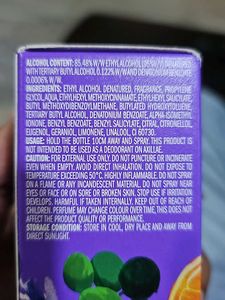 ALCOHOL CONTENT: 85.48% W/W ETHYL ALCOHOL (95% V/V) DENATURED
WITH TERTIARY BUTYL ALCOHOL 0.122% W/W AND DENATONIUM BENZOATE
0.0006% W/W.
INGREDIENTS: ETHYL ALCOHOL DENATURED, FRAGRANCE, PROPYLENE
GLYCOL, AQUA, ETHYLHEXYL METHOXYCINNAMATE, ETHYLHEXYL SALICYLATE,
BUTYL METHOXYDIBENZOYLMETHANE, BUTYLATED HYDROXYTOLUENE,
TERTIARY BUTYL ALCOHOL, DENATONIUM BENZOATE, ALPHA-ISOMETHYL
IONONE, BENZYL ALCOHOL, BENZYL SALICYLATE, CITRAL, CITRONELLOL,
EUGENOL, GERANIOL, LIMONENE, LINALOOL, CI 60730.
USAGE: HOLD THE BOTTLE 10CM AWAY AND SPRAY. THIS PRODUCT
IS NOT INTENDED TO BE USED AS A DEODORANT ON AXILLAE.
CAUTION: FOR EXTERNAL USE ONLY. DO NOT PUNCTURE OR INCINERATE
EVEN WHEN EMPTY. AVOID DIRECT INHALATION. DO NOT EXPOSE TO
TEMPERATURE EXCEEDING 50°C. HIGHLY INFLAMMABLE. DO NOT SPRAY
ON A FLAME OR ANY INCANDESCENT MATERIAL. DO NOT SPRAY NEAR
EYES OR FACE OR ON SORE OR BROKEN SKIN. STOP USE IF IRRITATION
DEVELOPS. HARMFUL IF TAKEN INTERNALLY. KEEP OUT OF REACH OF
CHILDREN. PERFUME MAY CHANGE COLOUR OVER TIME, THIS DOES NOT
AFFECT THE PRODUCT QUALITY OR PERFORMANCE.
STORAGE CONDITION: STORE IN COOL, DRY PLACE AND AWAY FROM
DIRECT SUNLIGHT.